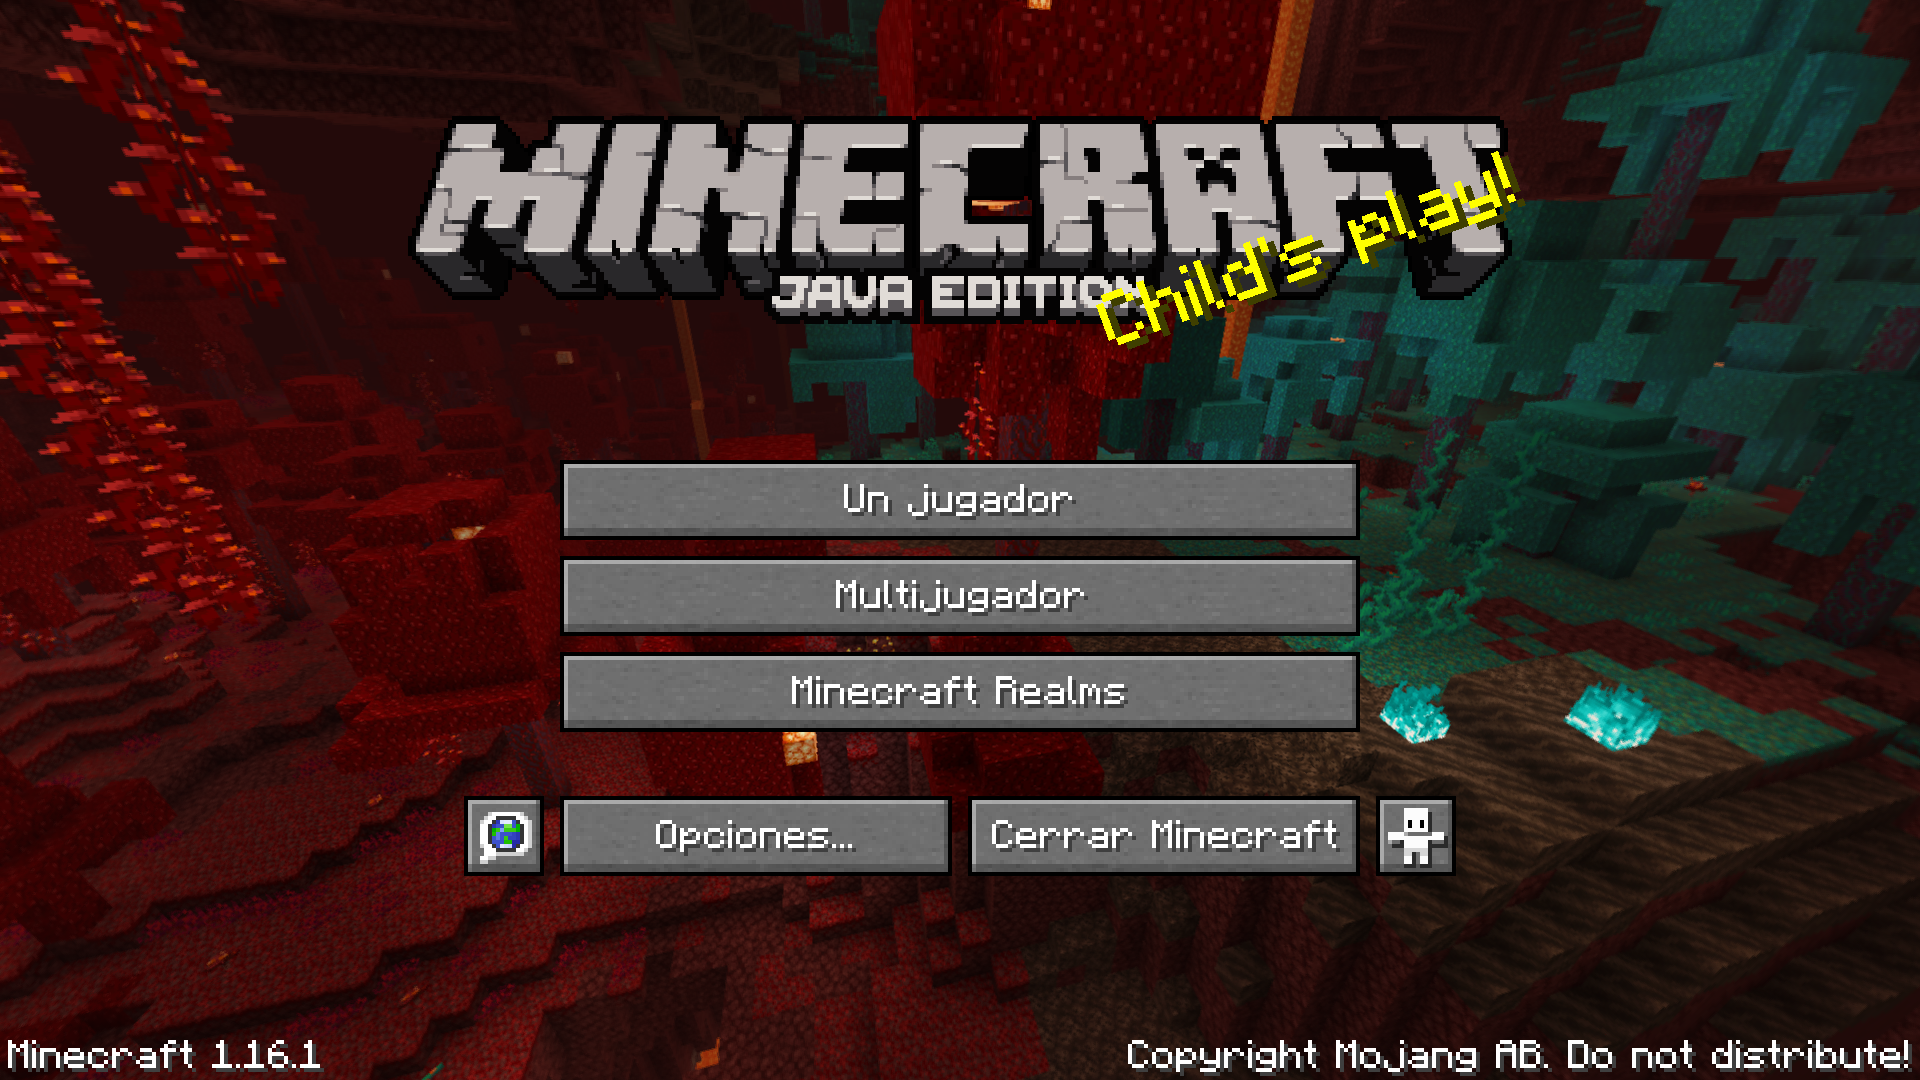 MINECRAFT
JAVA EDITION
Child's play!
Un jugador
Multijugador
Minecraft Realms
Opciones...
Cerrar Minecraft
Minecraft 1.16.1
Copyright Mojang AB. Do not distribute!